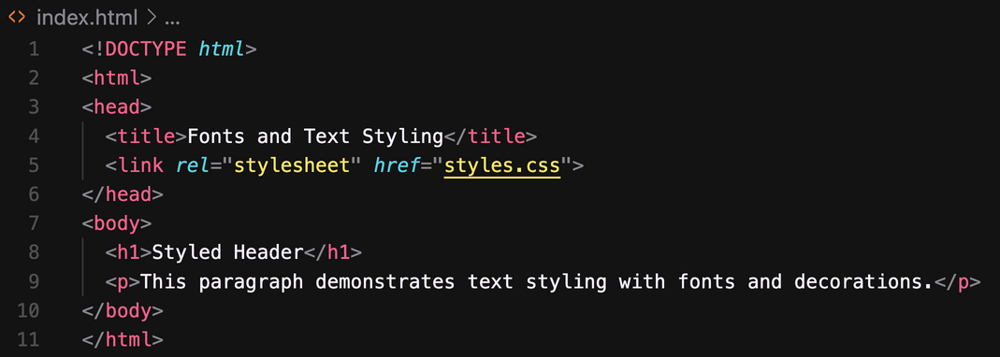 <> index.html > ...
1 <!DOCTYPE html>
2 <html>
3 <head>
4   <title>Fonts and Text Styling</title>
5   <link rel="stylesheet" href="styles.css">
6 </head>
7 <body>
8   <h1>Styled Header</h1>
9   <p>This paragraph demonstrates text styling with fonts and decorations.</p>
10 </body>
11 </html>